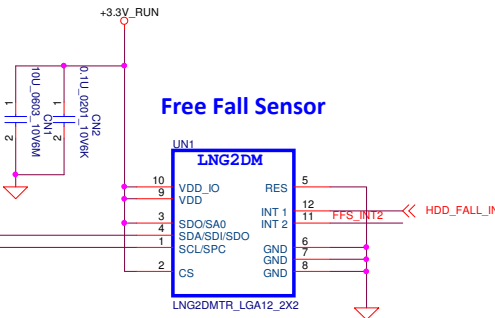 +3.3V_RUN
10U_0603_10V6M
CN1
1
2
0.1U_0201_10V6K
CN2
1
2
Free Fall Sensor
UN1
LNG2DM
10 VDD_IO RES 5
9 VDD
INT 1 12
3 SDO/SA0 INT 2 11 FFS_INT2 HDD_FALL_IN
4 SDA/SDI/SDO
1 SCL/SPC GND 6
GND 7
2 CS GND 8
LNG2DMTR_LGA12_2X2